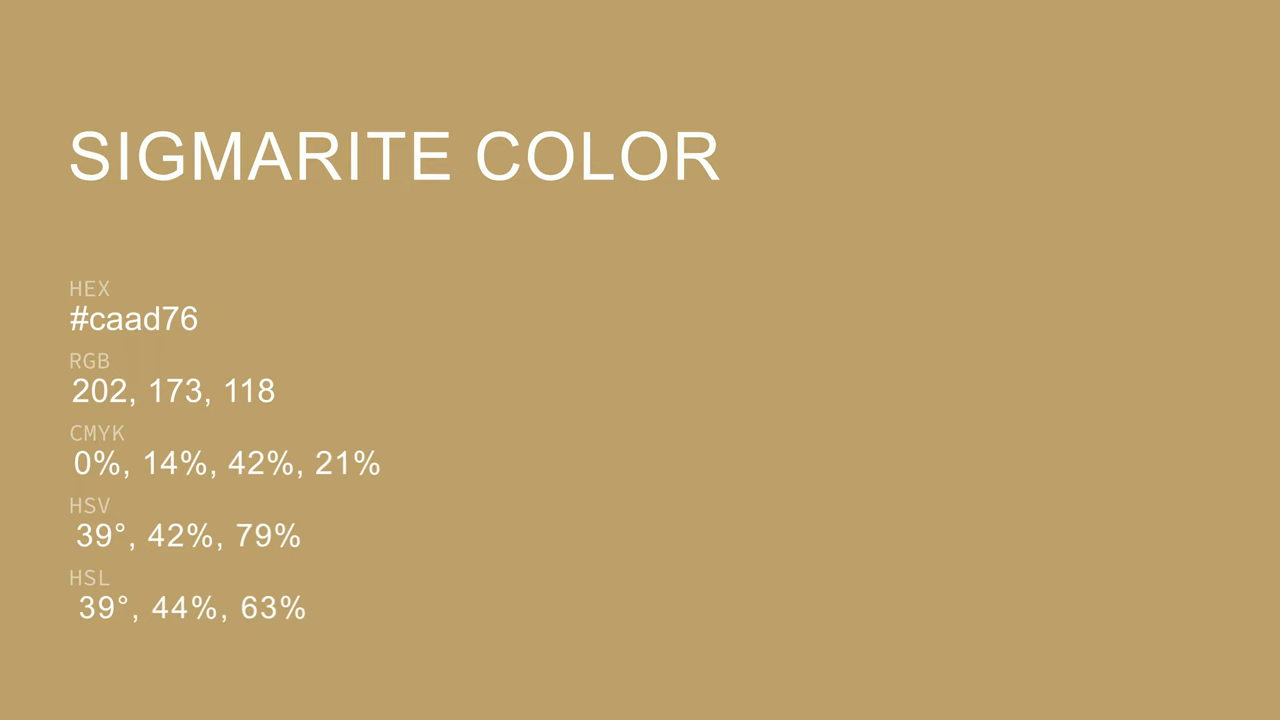 SIGMARITE COLOR
HEX
#caad76
RGB
202, 173, 118
CMYK
0%, 14%, 42%, 21%
HSV
39°, 42%, 79%
HSL
39°, 44%, 63%